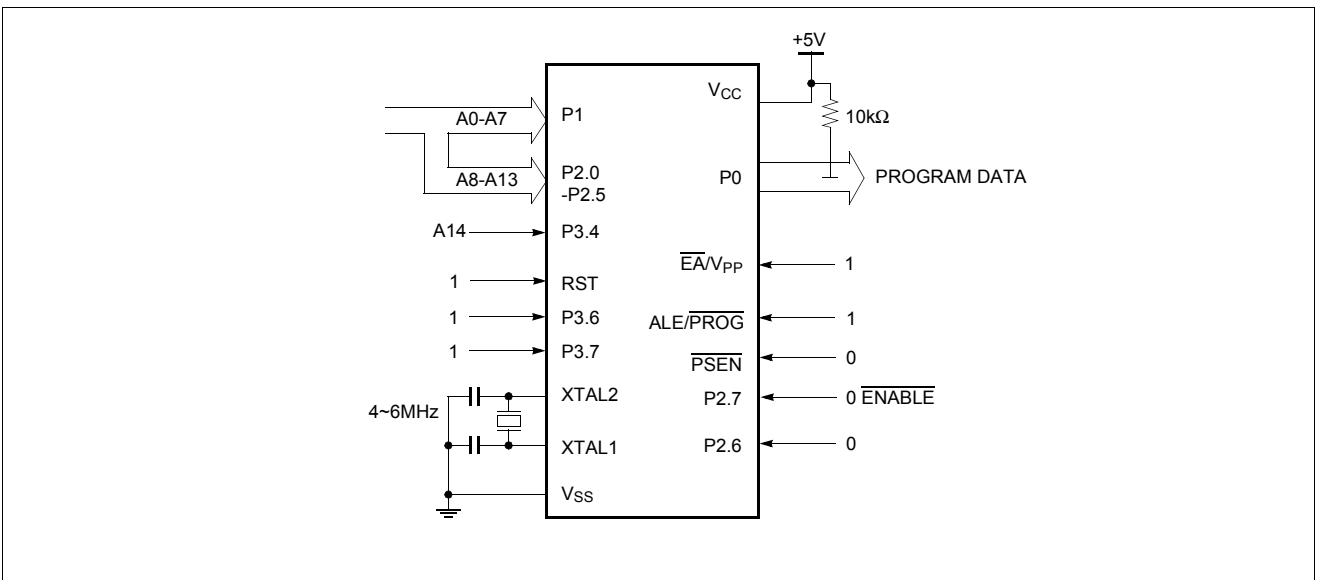 +5V
VCC
10kΩ
A0-A7
P1
A8-A13
P2.0
-P2.5
P0
PROGRAM DATA
A14
P3.4
EA/VPP
1
1
RST
1
P3.6
ALE/PROG
1
1
P3.7
PSEN
0
4~6MHz
XTAL2
P2.7
0 ENABLE
XTAL1
P2.6
0
VSS